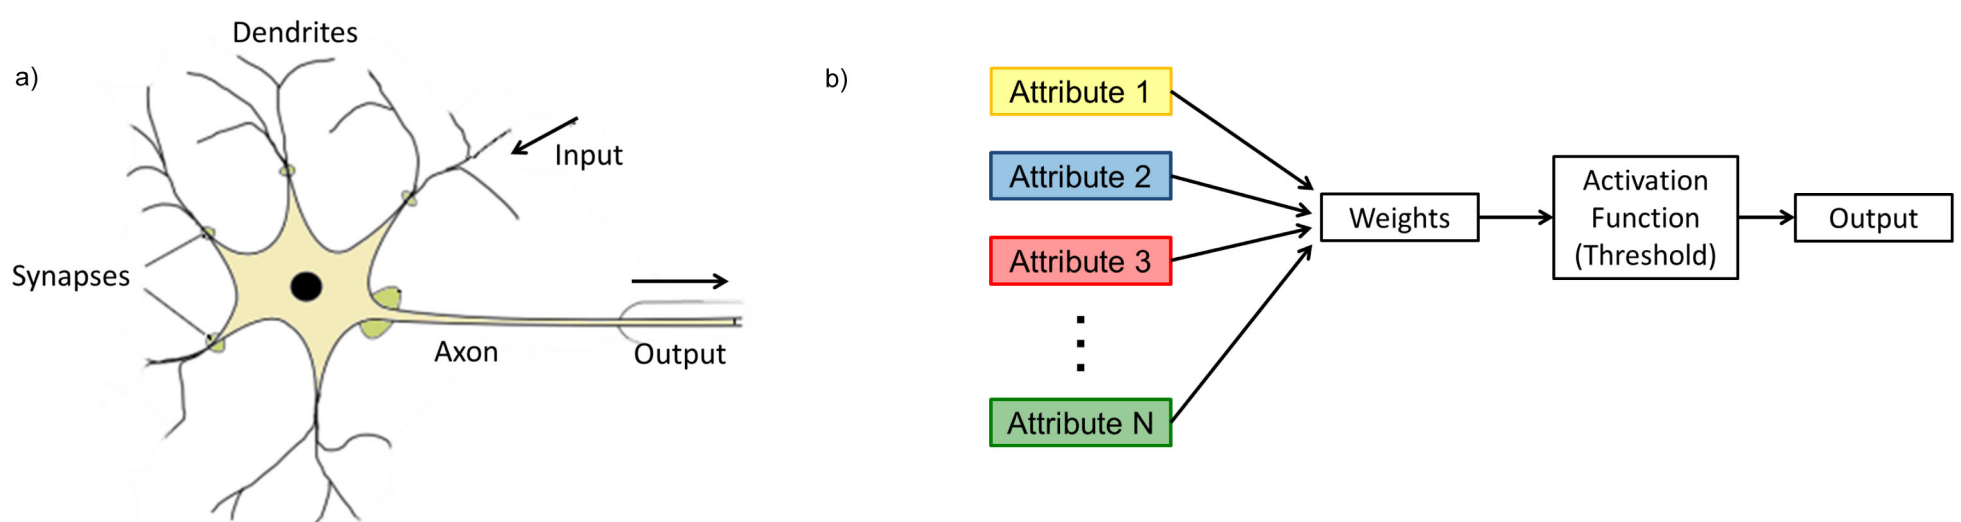 a)
Dendrites
Input
Synapses
Axon
Output
b)
Attribute 1
Attribute 2
Attribute 3
Attribute N
Weights
Activation
Function
(Threshold)
Output